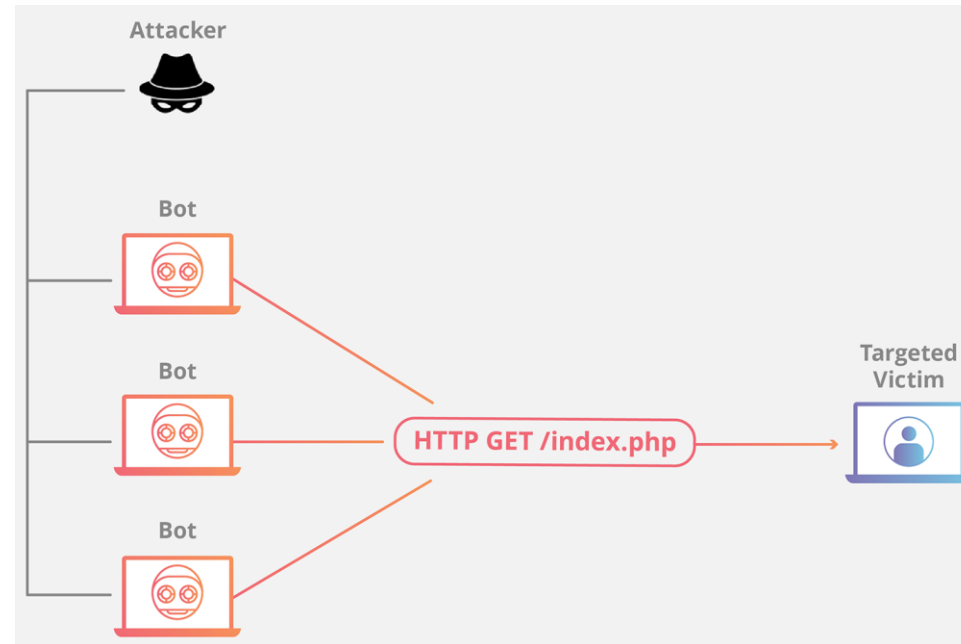 Attacker
Bot
Bot
HTTP GET /index.php
Targeted
Victim
Bot